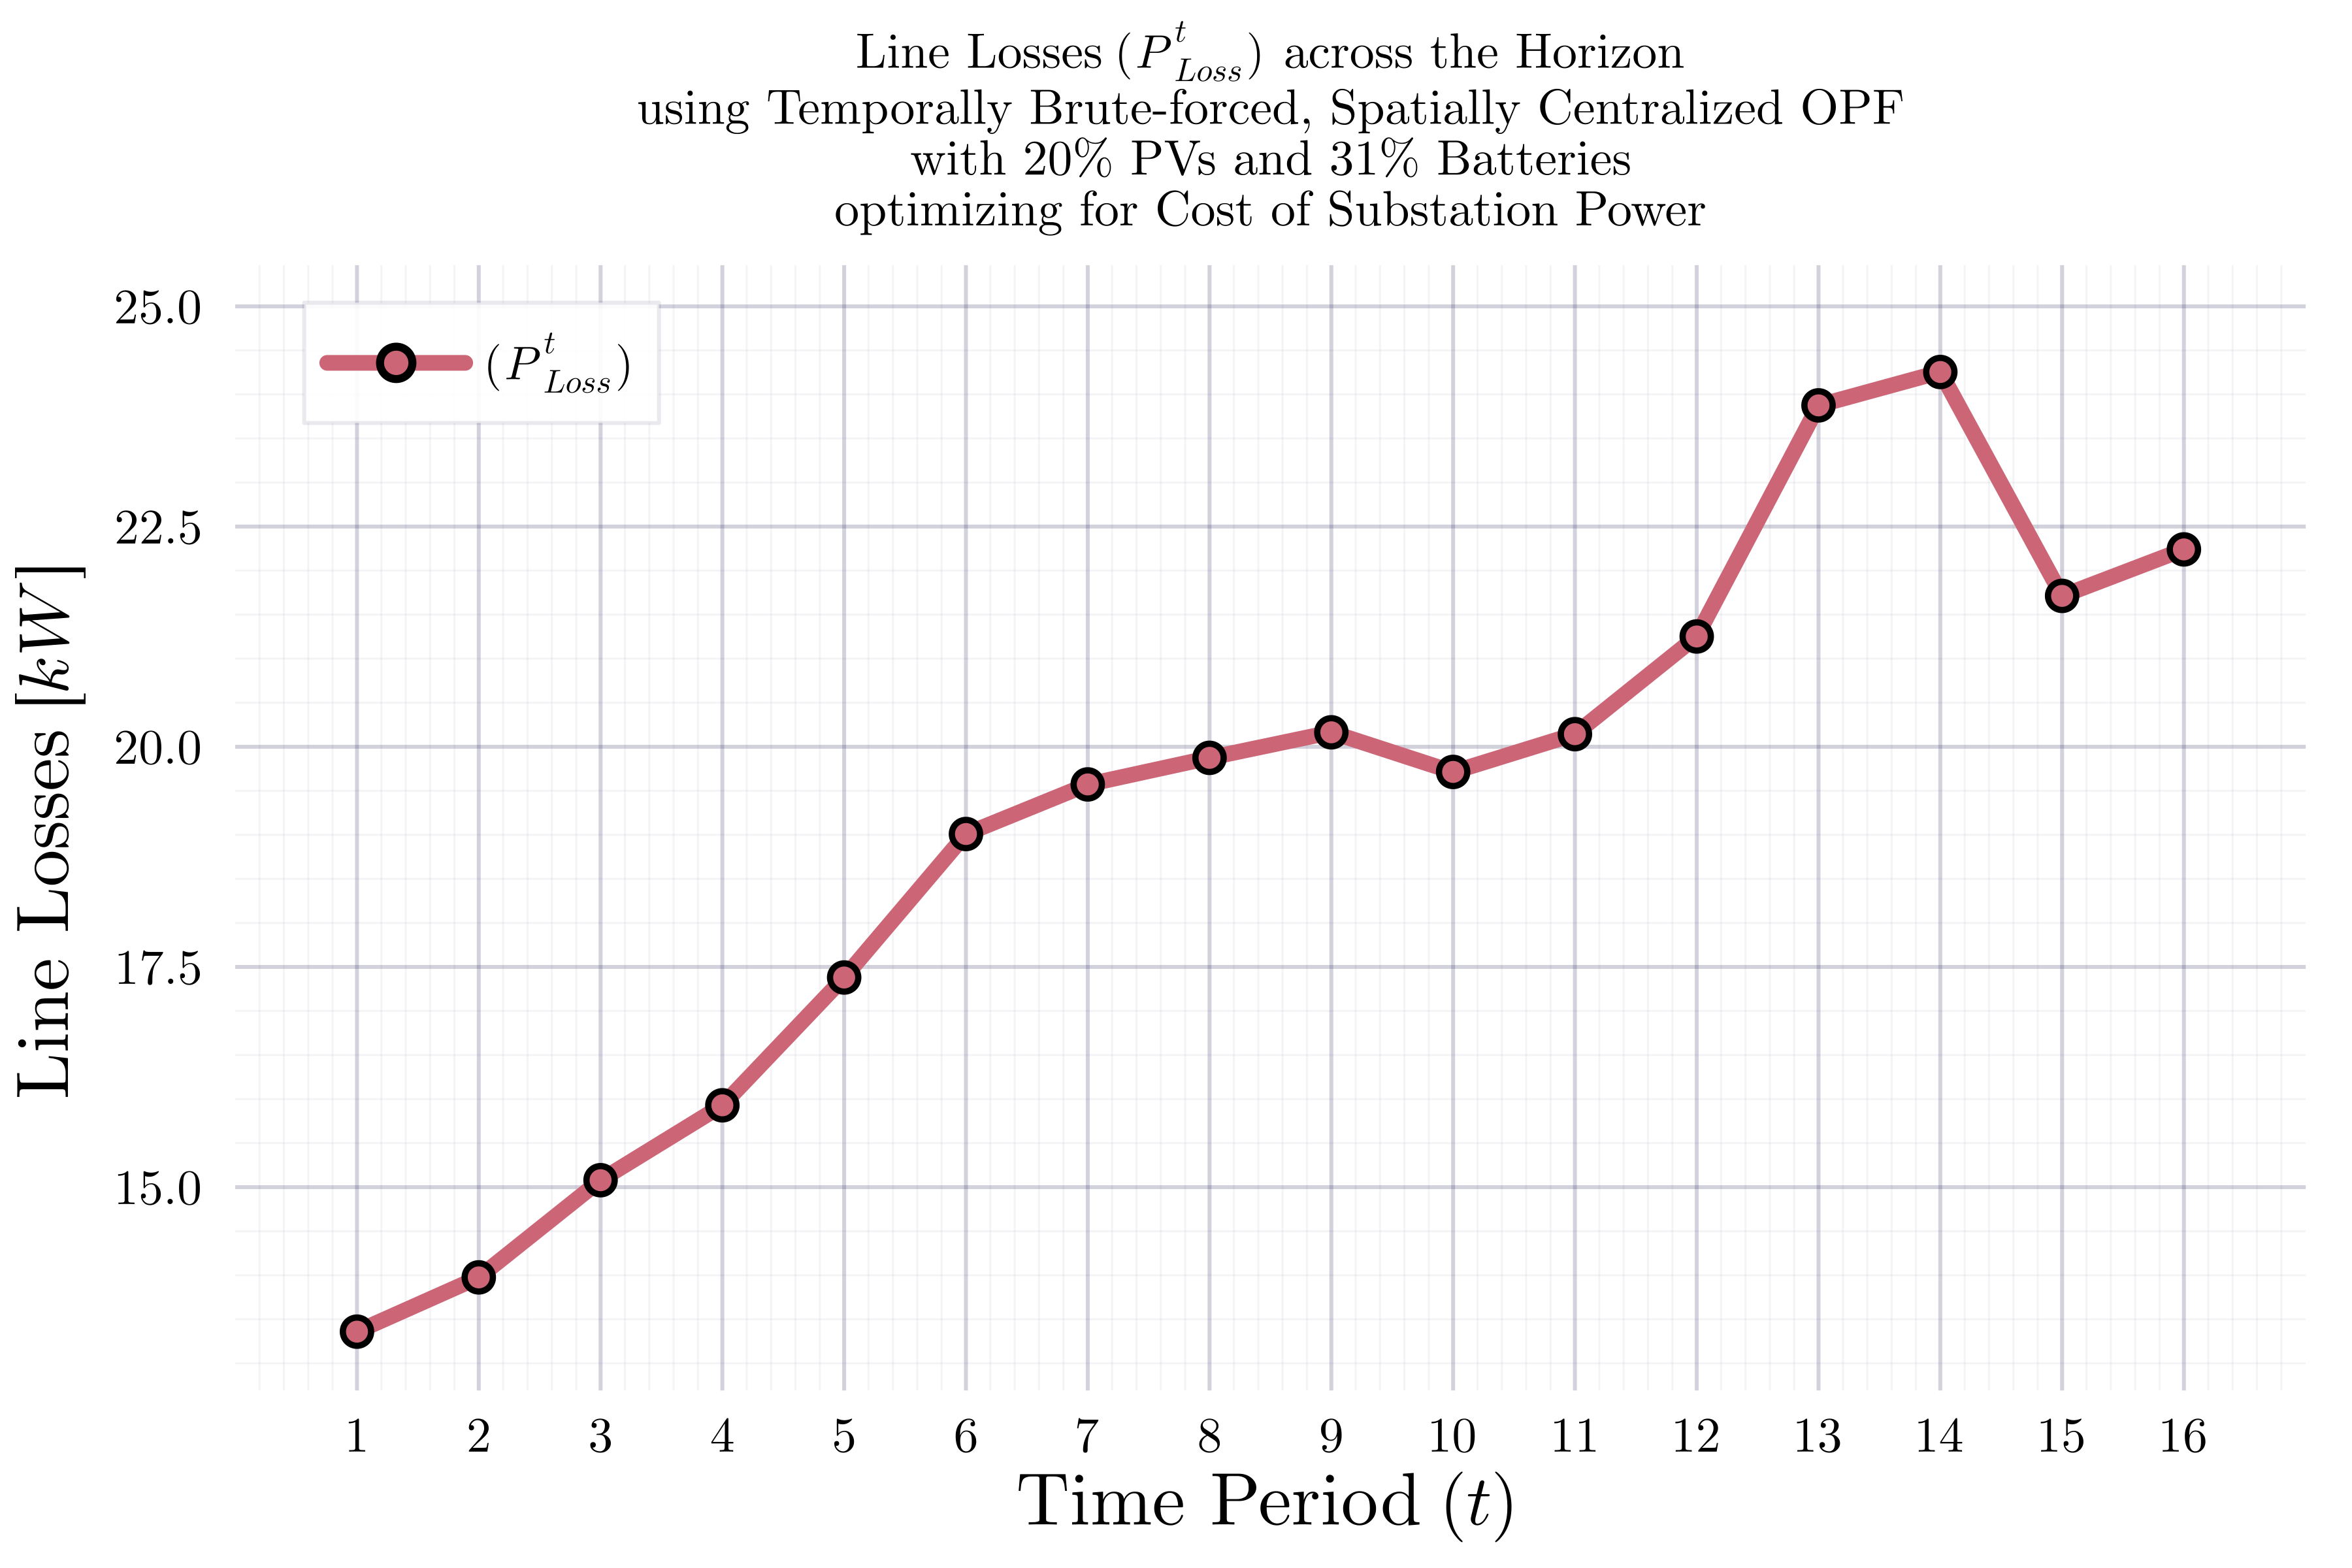 Line Losses (P^t_Loss) across the Horizon
using Temporally Brute-forced, Spatially Centralized OPF
with 20% PVs and 31% Batteries
optimizing for Cost of Substation Power
25.0
22.5
20.0
17.5
15.0
(P^t_Loss)
Line Losses [kW]
1 2 3 4 5 6 7 8 9 10 11 12 13 14 15 16
Time Period (t)